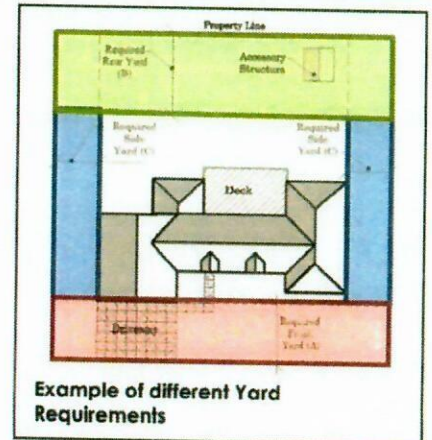 Property Line
Required
Rear Yard
(B)
Accessory
Structure
Required
Side
Yard (C)
Required
Side
Yard (C)
Deck
Driveway
Required
Front
Yard (A)
Example of different Yard
Requirements